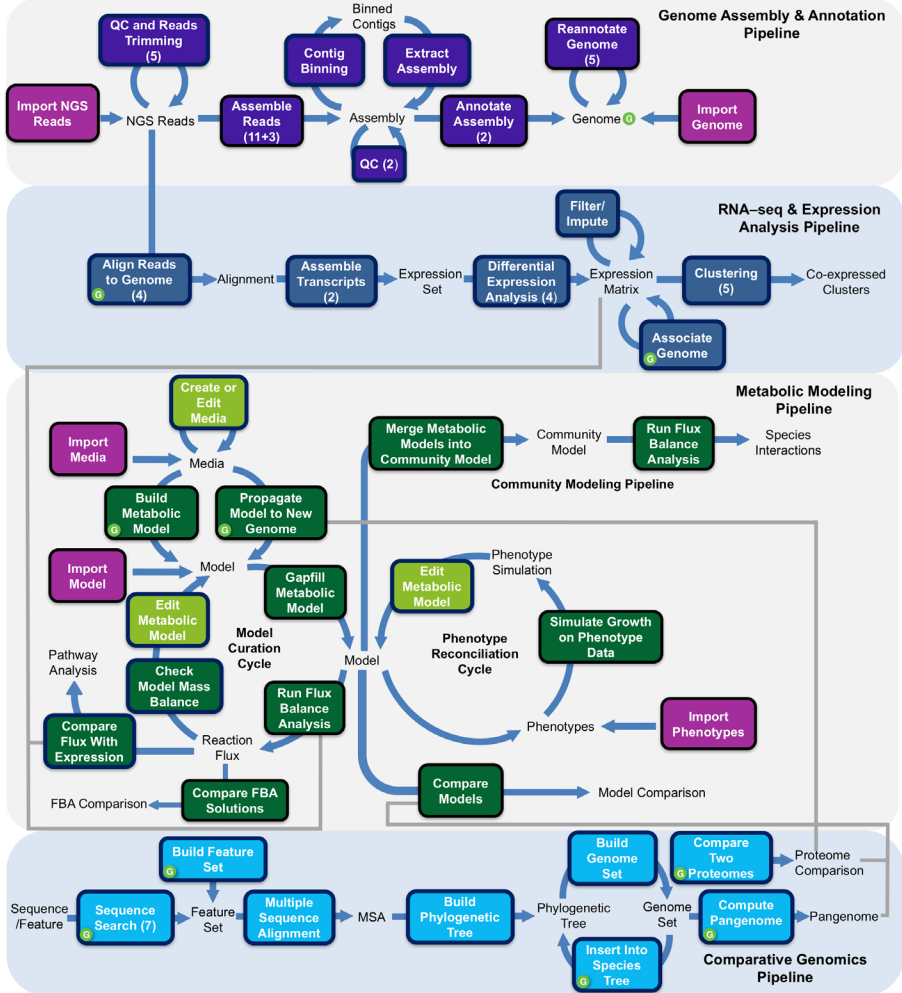 Genome Assembly & Annotation
Pipeline
QC and Reads
Trimming
(5)
Binned
Contigs
Contig
Binning
Extract
Assembly
Reannotate
Genome
(5)
Import NGS
Reads
NGS Reads
Assemble
Reads
(11+3)
Assembly
Annotate
Assembly
(2)
Genome G
Import
Genome
QC (2)
RNA–seq & Expression
Analysis Pipeline
Filter/
Impute
Align Reads
to Genome
G (4)
Alignment
Assemble
Transcripts
(2)
Expression
Set
Differential
Expression
Analysis (4)
Expression
Matrix
Clustering
(5)
Co-expressed
Clusters
Associate
G Genome
Metabolic Modeling
Pipeline
Create or
Edit
Media
Import
Media
Media
Merge Metabolic
Models into
Community Model
Community
Model
Run Flux
Balance
Analysis
Species
Interactions
Community Modeling Pipeline
Build
Metabolic
G Model
Propagate
Model to New
G Genome
Import
Model
Model
Gapfill
Metabolic
Model
Edit
Metabolic
Model
Phenotype
Simulation
Edit
Metabolic
Model
Model
Curation
Cycle
Phenotype
Reconciliation
Cycle
Simulate Growth
on Phenotype
Data
Pathway
Analysis
Check
Model Mass
Balance
Model
Run Flux
Balance
Analysis
Compare
Flux With
Expression
Reaction
Flux
Phenotypes
Import
Phenotypes
FBA Comparison
Compare FBA
Solutions
Compare
Models
Model Comparison
Build Feature
G Set
Build
Genome
Set
Compare
Two
G Proteomes
Proteome
Comparison
Sequence
/Feature
Sequence
G Search (7)
Feature
Set
Multiple
Sequence
Alignment
MSA
Build
Phylogenetic
Tree
Phylogenetic
Tree
Genome
Set
Compute
Pangenome
G
Pangenome
Insert Into
Species
G Tree
Comparative Genomics
Pipeline